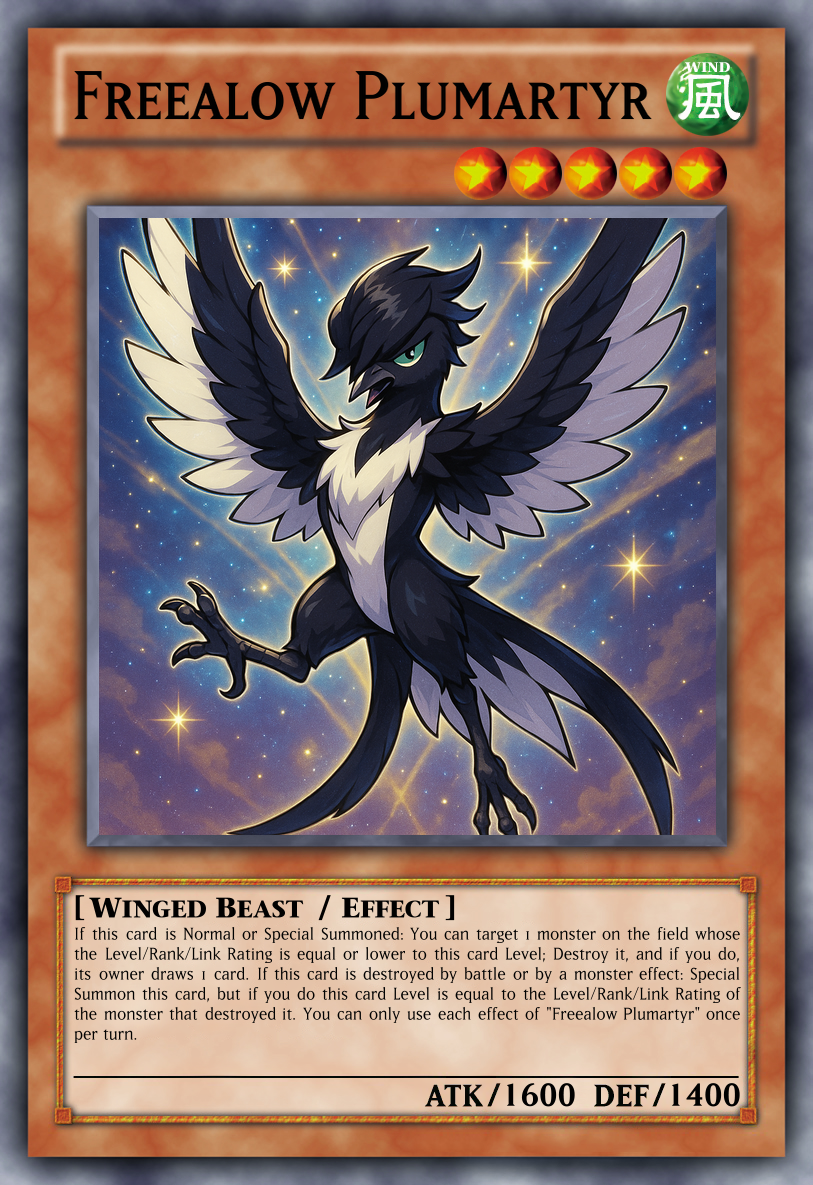 Freealow Plumartyr
WIND
風
[ Winged Beast / Effect ]
If this card is Normal or Special Summoned: You can target 1 monster on the field whose
the Level/Rank/Link Rating is equal or lower to this card Level; Destroy it, and if you do,
its owner draws 1 card. If this card is destroyed by battle or by a monster effect: Special
Summon this card, but if you do this card Level is equal to the Level/Rank/Link Rating of
the monster that destroyed it. You can only use each effect of "Freealow Plumartyr" once
per turn.
ATK/1600 DEF/1400